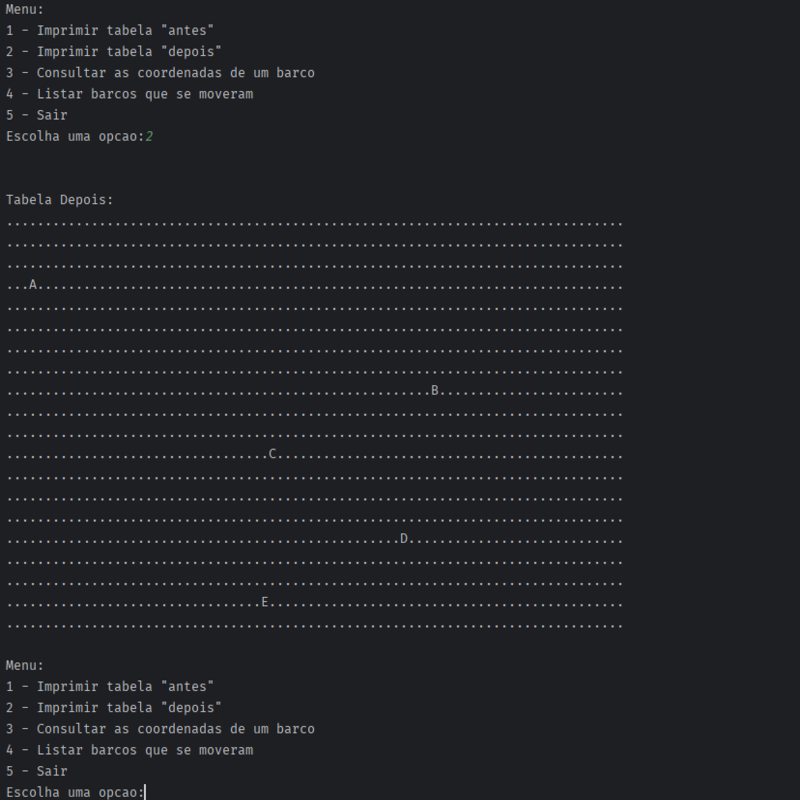 Menu:
1 - Imprimir tabela "antes"
2 - Imprimir tabela "depois"
3 - Consultar as coordenadas de um barco
4 - Listar barcos que se moveram
5 - Sair
Escolha uma opcao:2
Tabela Depois:
................................................................................
................................................................................
................................................................................
...A............................................................................
................................................................................
................................................................................
................................................................................
................................................................................
.......................................................B........................
................................................................................
................................................................................
..................................C.............................................
................................................................................
................................................................................
................................................................................
...................................................D............................
................................................................................
................................................................................
.................................E..............................................
................................................................................
Menu:
1 - Imprimir tabela "antes"
2 - Imprimir tabela "depois"
3 - Consultar as coordenadas de um barco
4 - Listar barcos que se moveram
5 - Sair
Escolha uma opcao: